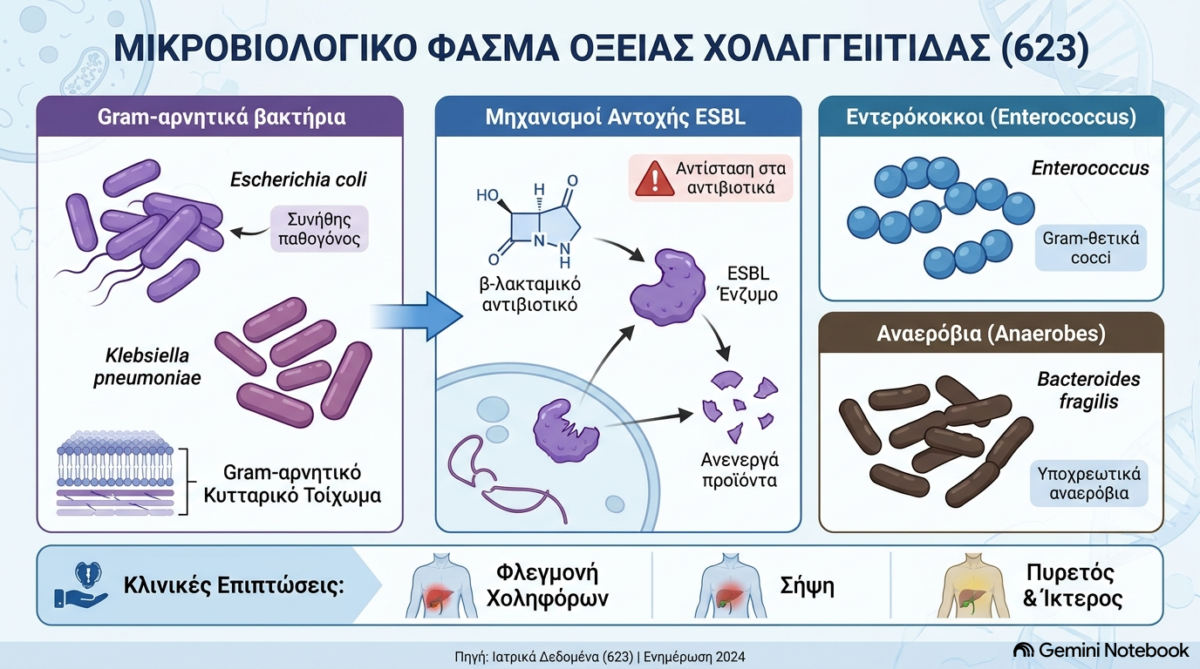 ΜΙΚΡΟΒΙΟΛΟΓΙΚΟ ΦΑΣΜΑ ΟΞΕΙΑΣ ΧΟΛΑΓΓΕΙΙΤΙΔΑΣ (623)
Gram-αρνητικά βακτήρια
Escherichia coli
Συνήθης
παθογόνος
Klebsiella
pneumoniae
Gram-αρνητικό
Κυτταρικό Τοίχωμα
Μηχανισμοί Αντοχής ESBL
Αντίσταση στα
αντιβιοτικά
HO
H
O
O
N
N
H
β-λακταμικό
αντιβιοτικό
ESBL
Ένζυμο
Ανενεργά
προϊόντα
Εντερόκοκκοι (Enterococcus)
Enterococcus
Gram-θετικά
cocci
Αναερόβια (Anaerobes)
Bacteroides
fragilis
Υποχρεωτικά
αναερόβια
Κλινικές Επιπτώσεις:
Φλεγμονή
Χοληφόρων
Σήψη
Πυρετός
& Ίκτερος
Πηγή: Ιατρικά Δεδομένα (623) | Ενημέρωση 2024
Gemini Notebook